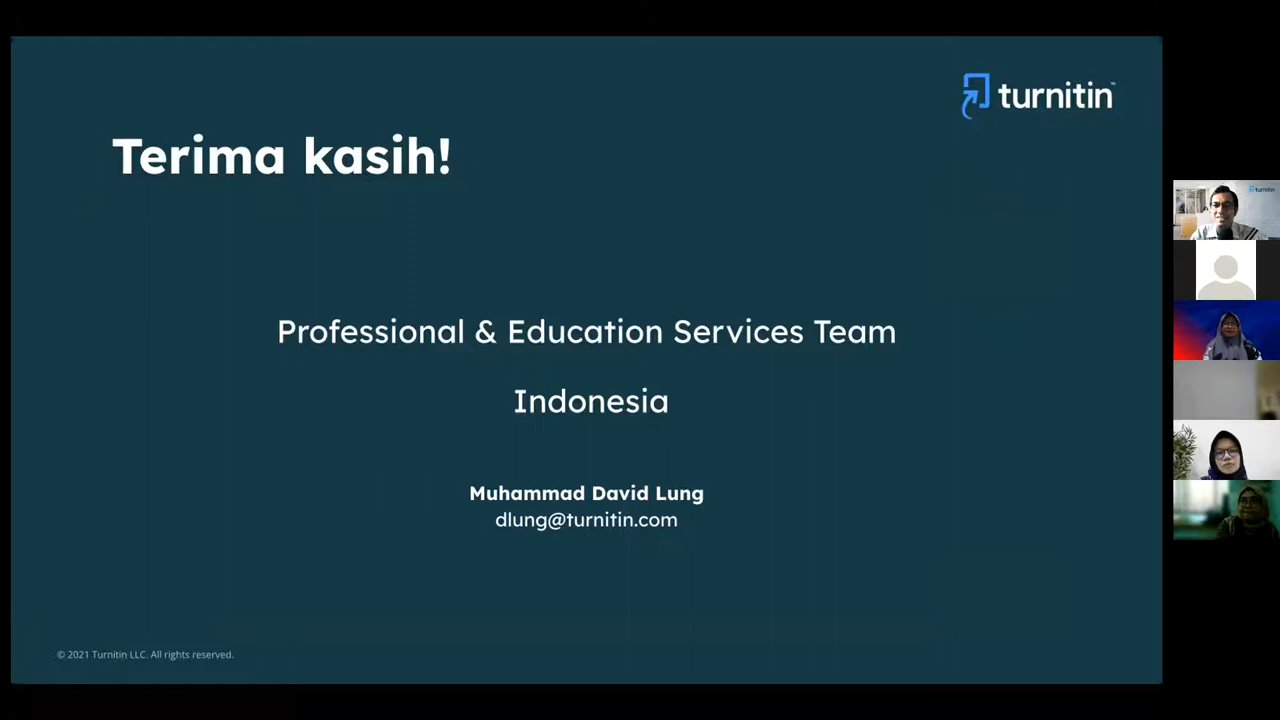 turnitin
Terima kasih!
Professional & Education Services Team
Indonesia
Muhammad David Lung
dlung@turnitin.com
© 2021 Turnitin LLC. All rights reserved.
turnitin